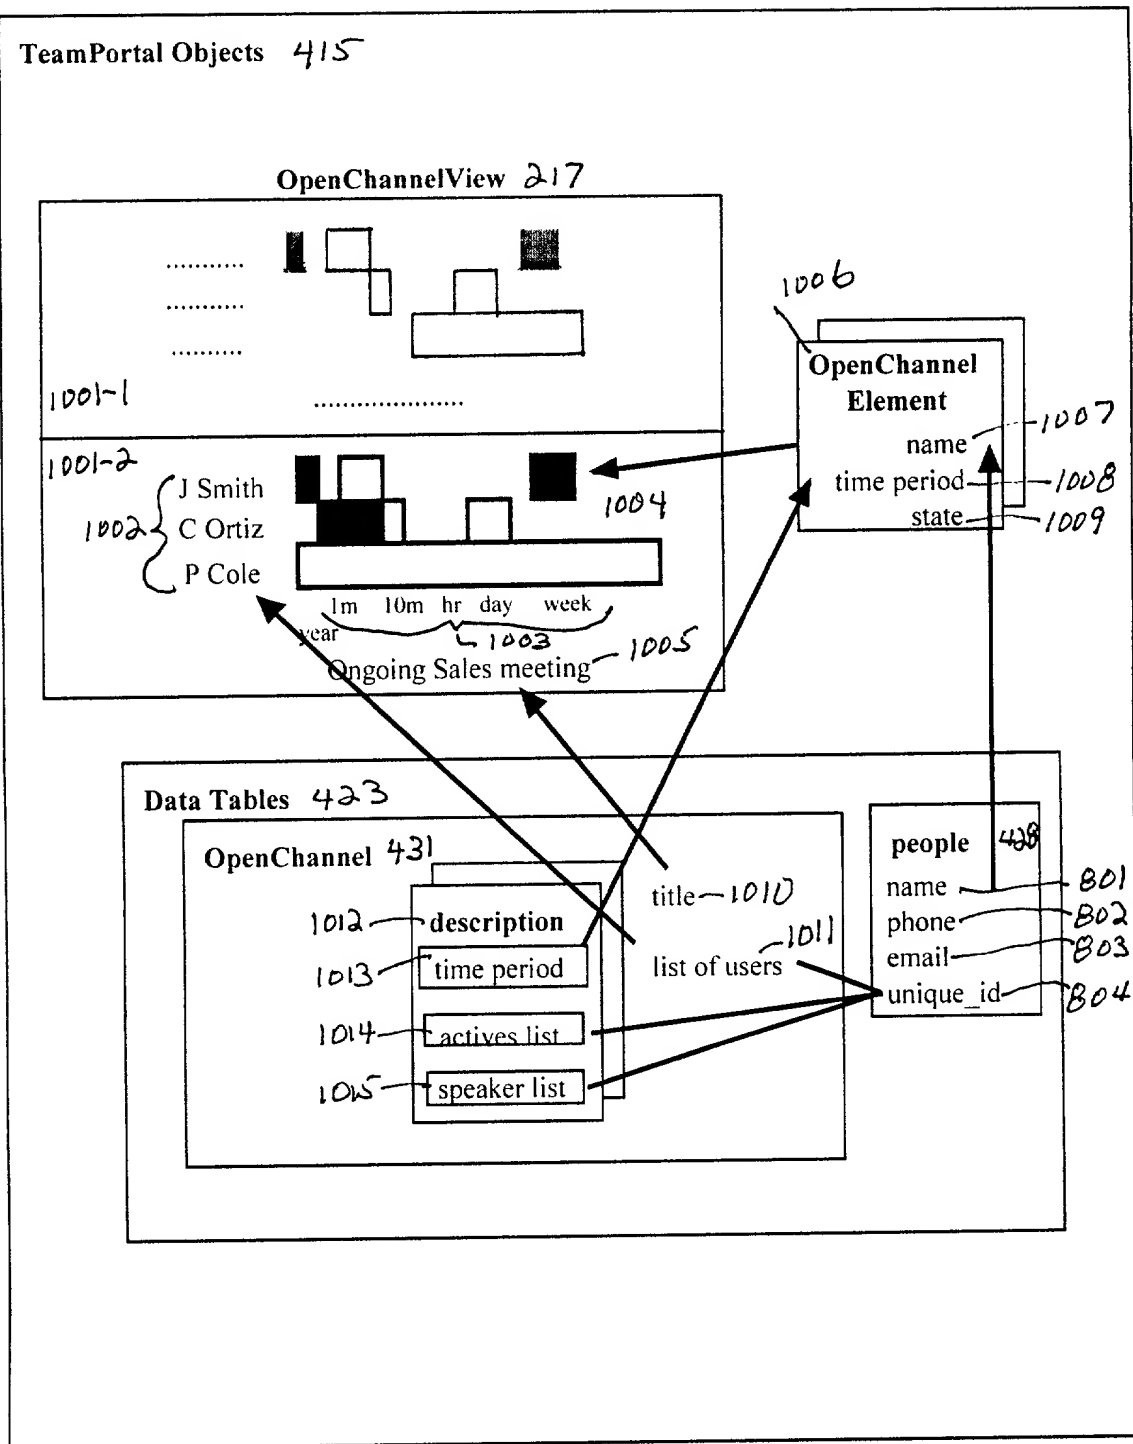 TeamPortal Objects 415
OpenChannelView 217
...........
...........
..........
1001-1
......................
1001-2
J Smith
1002 C Ortiz
P Cole
1004
1m 10m hr day week
year
1003
Ongoing Sales meeting 1005
1006
OpenChannel
Element
name 1007
time period 1008
state 1009
Data Tables 423
OpenChannel 431
1012 description
1013 time period
1014 actives list
1015 speaker list
title 1010
1011
list of users
people 428
name 801
phone 802
email 803
unique_id 804